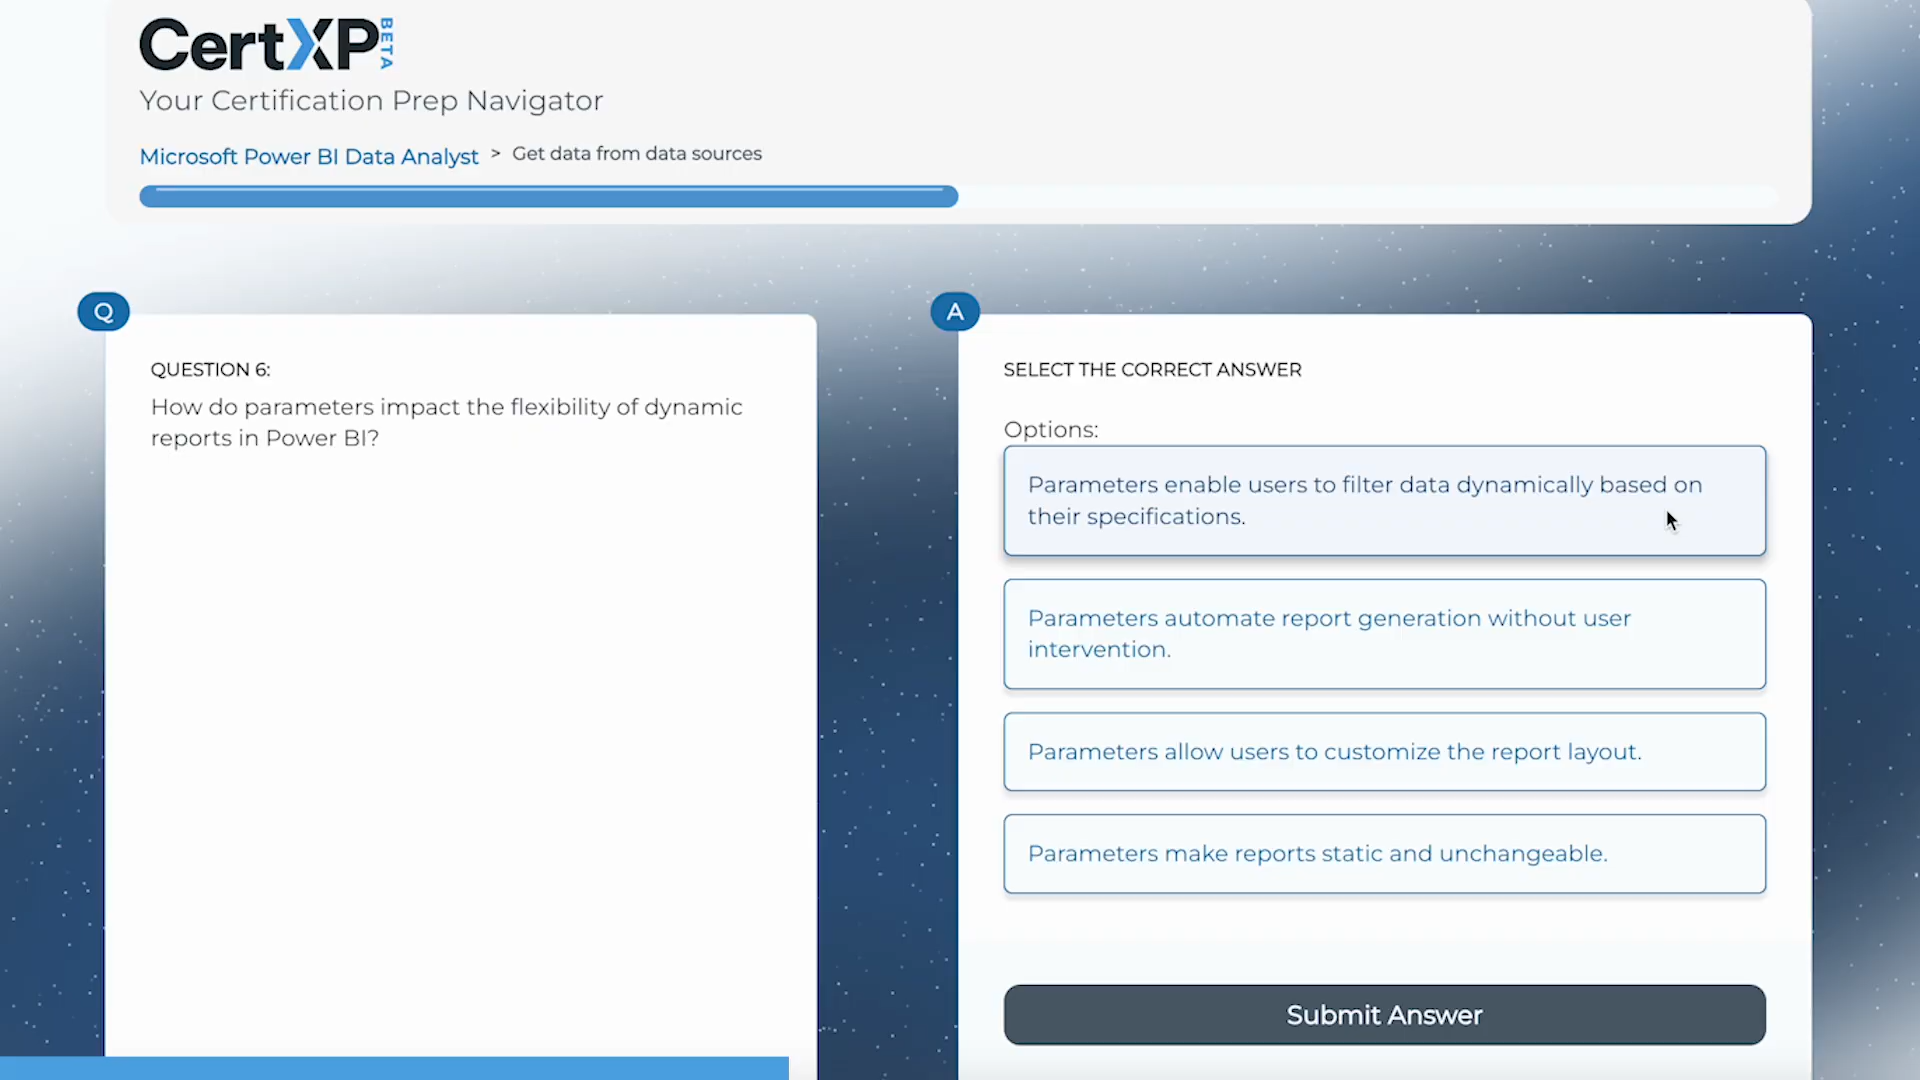 CertXP BETA
Your Certification Prep Navigator
Microsoft Power BI Data Analyst > Get data from data sources
Q
QUESTION 6:
How do parameters impact the flexibility of dynamic
reports in Power BI?
A
SELECT THE CORRECT ANSWER
Options:
Parameters enable users to filter data dynamically based on
their specifications.
Parameters automate report generation without user
intervention.
Parameters allow users to customize the report layout.
Parameters make reports static and unchangeable.
Submit Answer